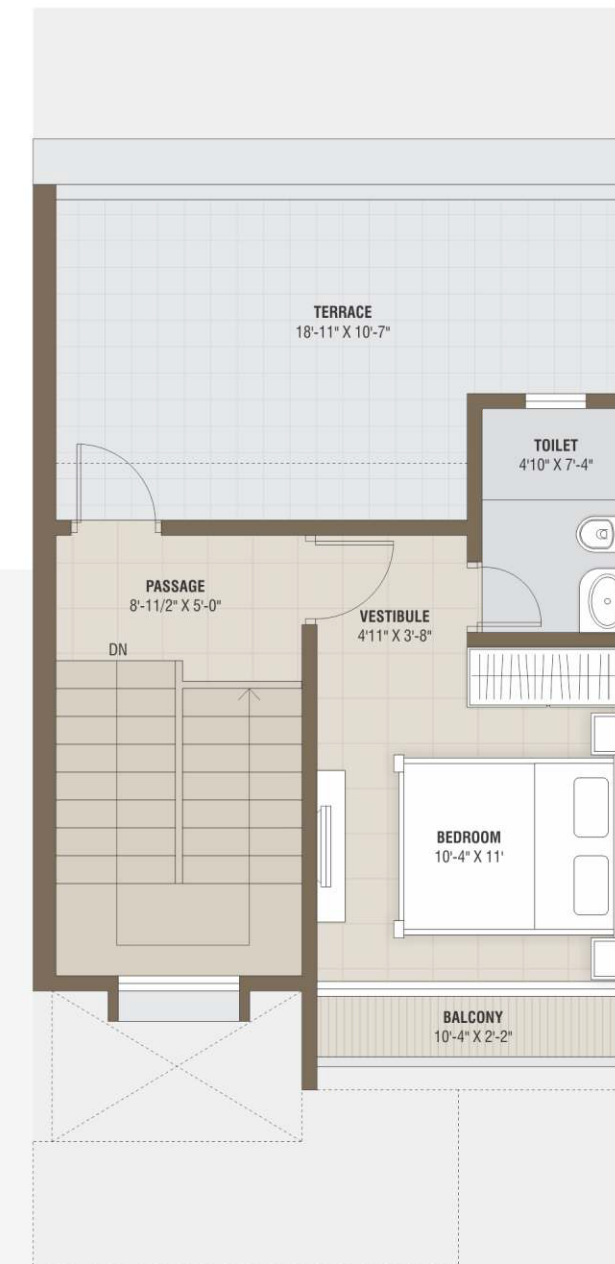 TERRACE
18'-11" X 10'-7"
TOILET
4'10" X 7'-4"
PASSAGE
8'-11/2" X 5'-0"
VESTIBULE
4'11" X 3'-8"
DN
BEDROOM
10'-4" X 11'
BALCONY
10'-4" X 2'-2"